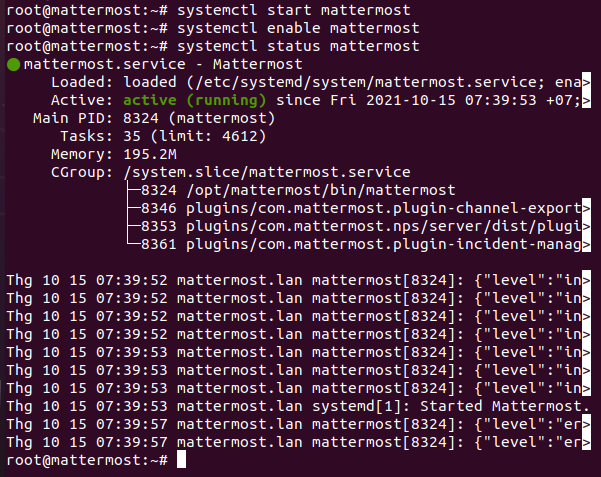 root@mattermost:~# systemctl start mattermost
root@mattermost:~# systemctl enable mattermost
root@mattermost:~# systemctl status mattermost
● mattermost.service - Mattermost
Loaded: loaded (/etc/systemd/system/mattermost.service; ena>
Active: active (running) since Fri 2021-10-15 07:39:53 +07;>
Main PID: 8324 (mattermost)
Tasks: 35 (limit: 4612)
Memory: 195.2M
CGroup: /system.slice/mattermost.service
├─8324 /opt/mattermost/bin/mattermost
├─8346 plugins/com.mattermost.plugin-channel-export>
├─8353 plugins/com.mattermost.nps/server/dist/plugi>
└─8361 plugins/com.mattermost.plugin-incident-manag>
Thg 10 15 07:39:52 mattermost.lan mattermost[8324]: {"level":"in>
Thg 10 15 07:39:52 mattermost.lan mattermost[8324]: {"level":"in>
Thg 10 15 07:39:52 mattermost.lan mattermost[8324]: {"level":"in>
Thg 10 15 07:39:52 mattermost.lan mattermost[8324]: {"level":"in>
Thg 10 15 07:39:53 mattermost.lan mattermost[8324]: {"level":"in>
Thg 10 15 07:39:53 mattermost.lan mattermost[8324]: {"level":"in>
Thg 10 15 07:39:53 mattermost.lan mattermost[8324]: {"level":"in>
Thg 10 15 07:39:53 mattermost.lan systemd[1]: Started Mattermost.
Thg 10 15 07:39:57 mattermost.lan mattermost[8324]: {"level":"er>
Thg 10 15 07:39:57 mattermost.lan mattermost[8324]: {"level":"er>
root@mattermost:~#